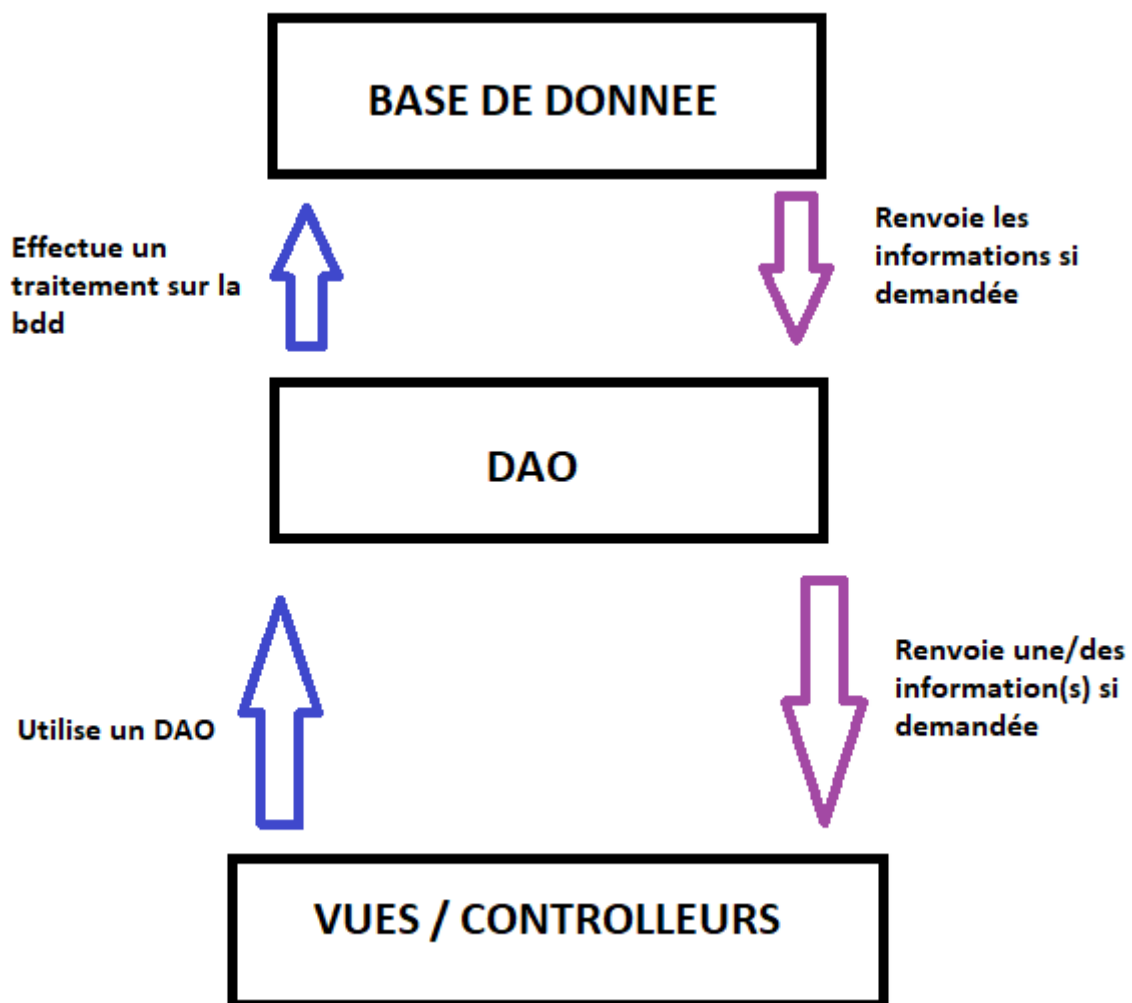 BASE DE DONNEE
Effectue un
traitement sur la
bdd
Renvoie les
informations si
demandée
DAO
Utilise un DAO
Renvoie une/des
information(s) si
demandée
VUES / CONTROLLEURS